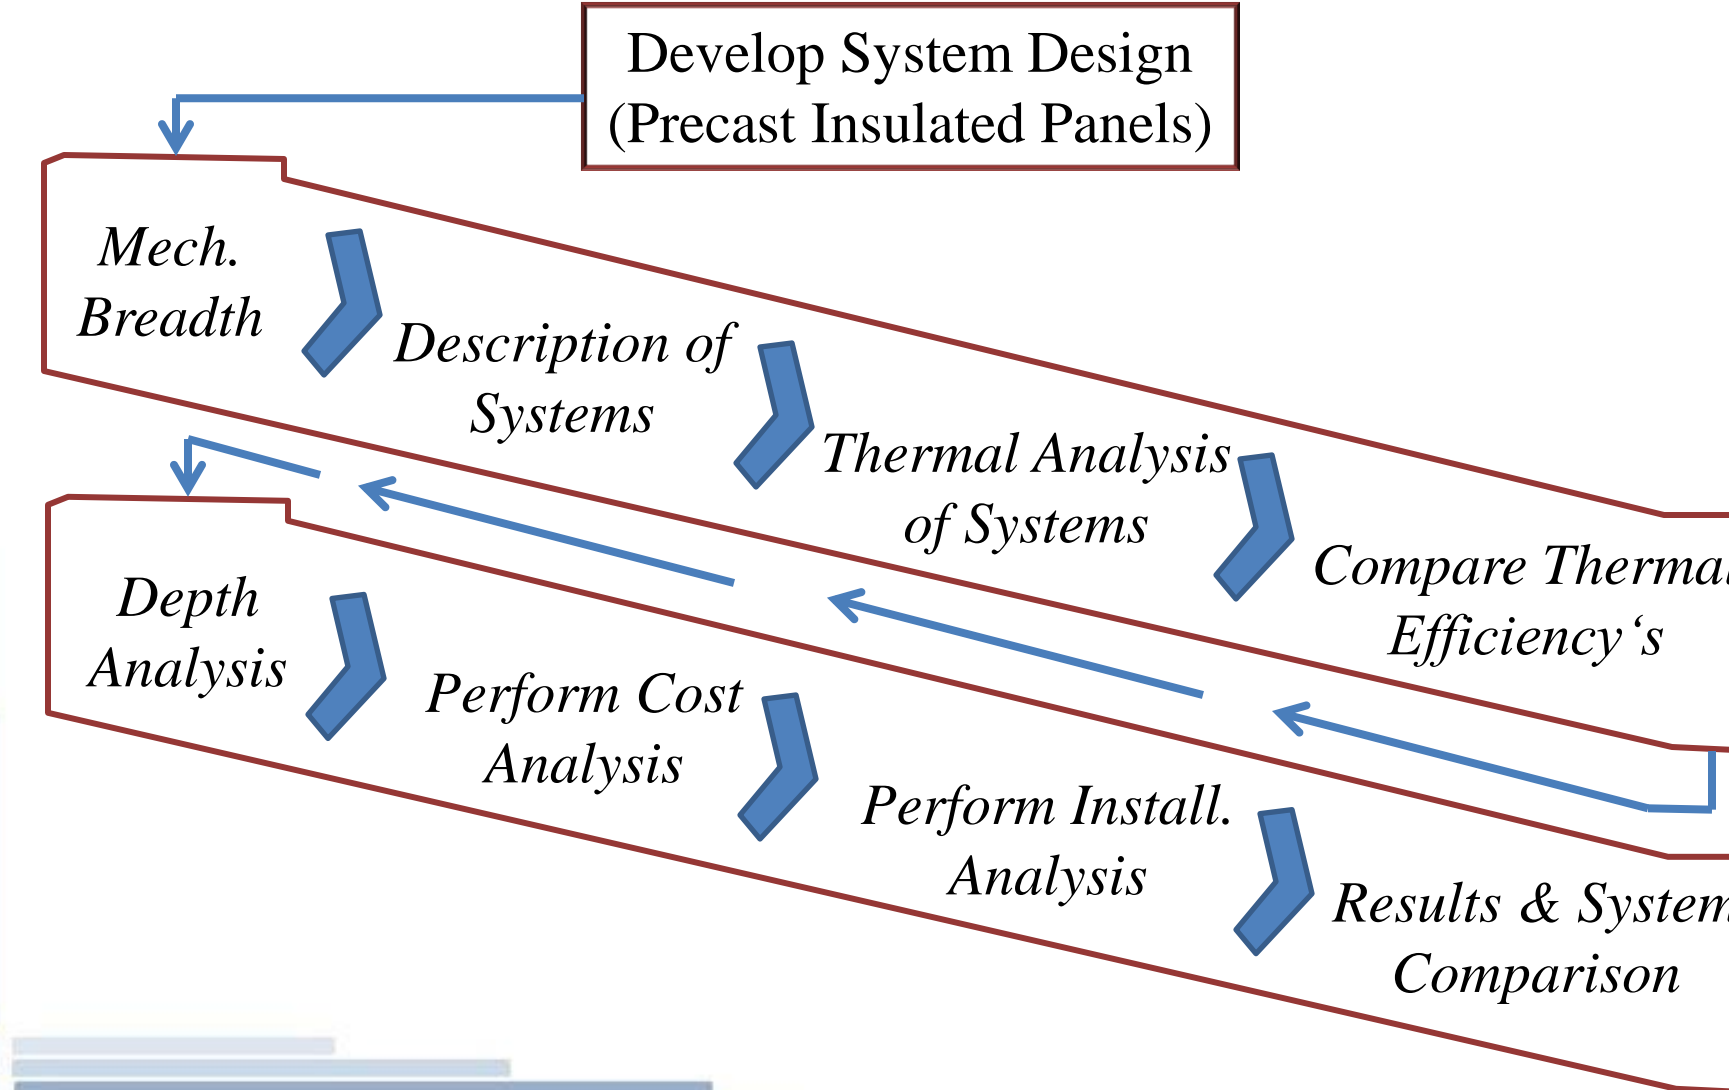 Develop System Design
(Precast Insulated Panels)
Mech.
Breadth
Description of
Systems
Thermal Analysis
of Systems
Compare Thermal
Efficiency‘s
Depth
Analysis
Perform Cost
Analysis
Perform Install.
Analysis
Results & System
Comparison